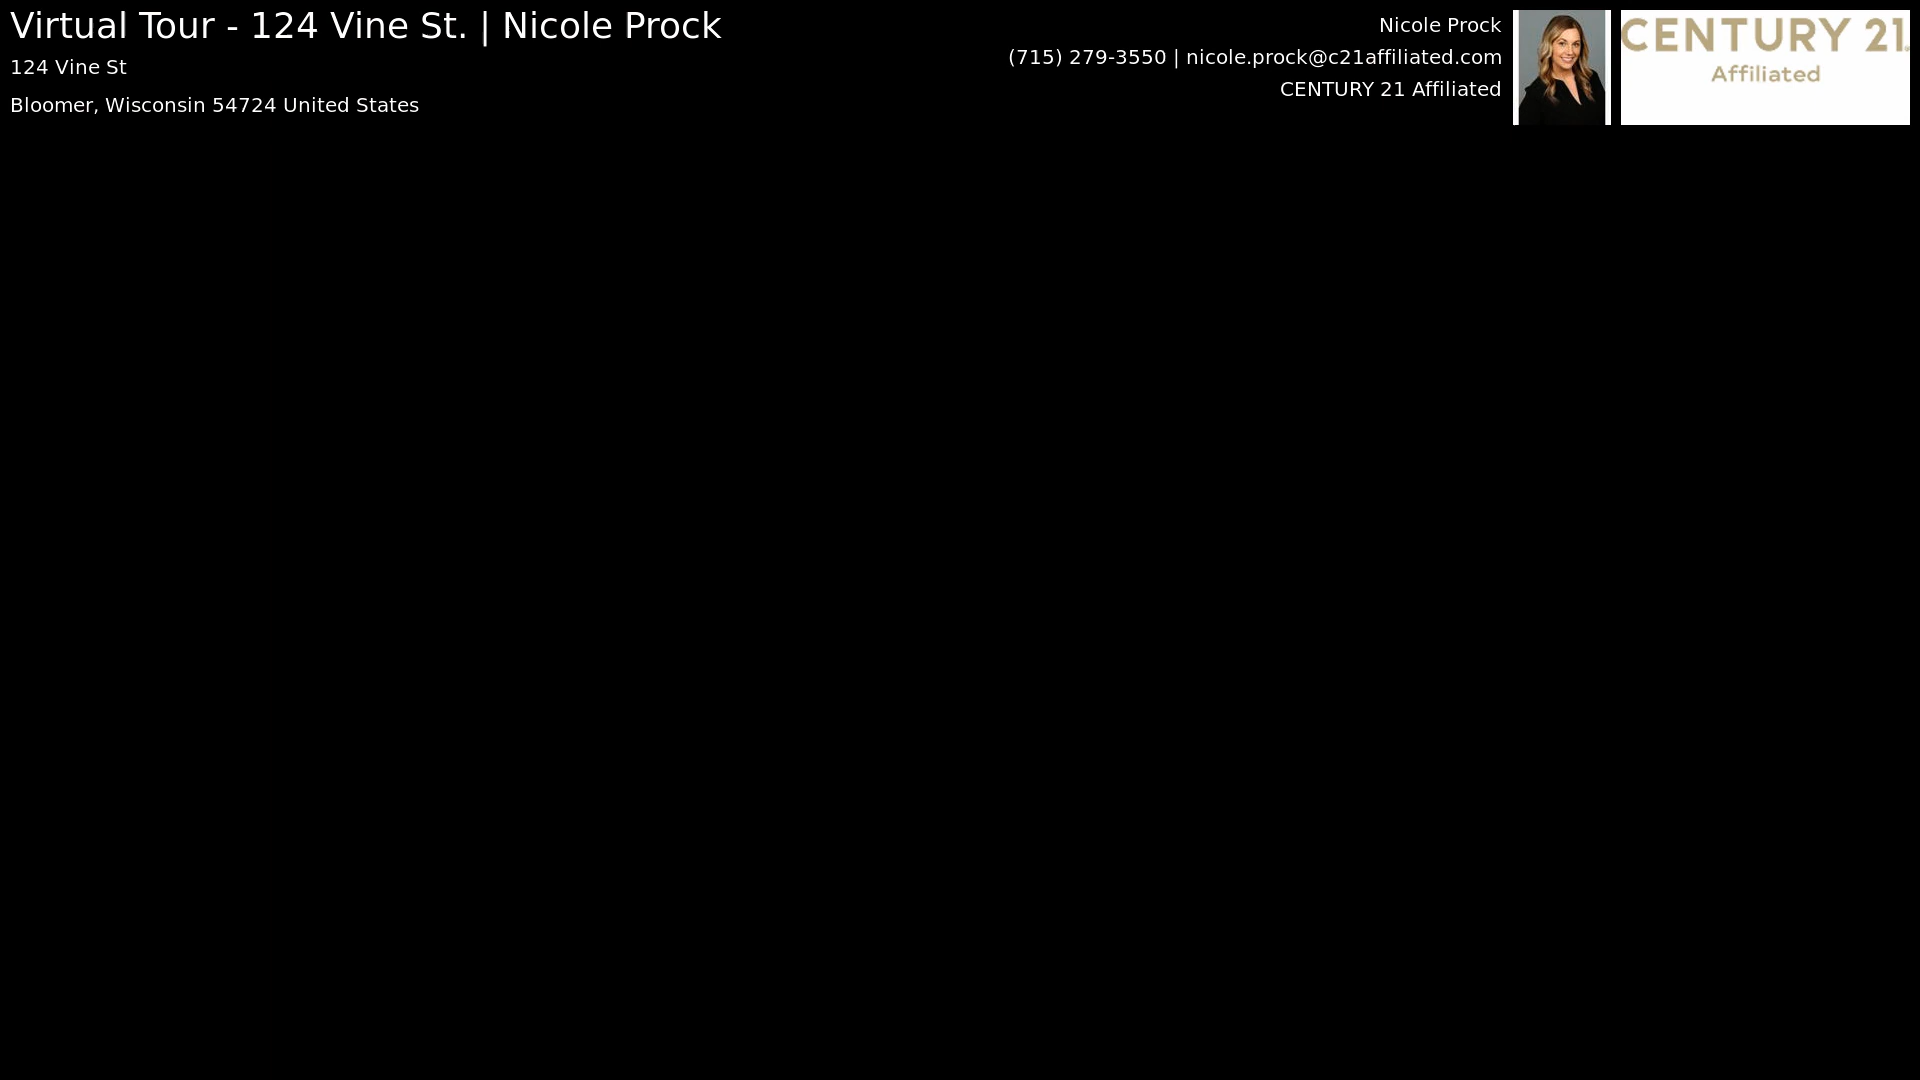 Virtual Tour - 124 Vine St. | Nicole Prock
124 Vine St
Bloomer, Wisconsin 54724 United States
Nicole Prock
(715) 279-3550 | nicole.prock@c21affiliated.com
CENTURY 21 Affiliated
CENTURY 21.
Affiliated